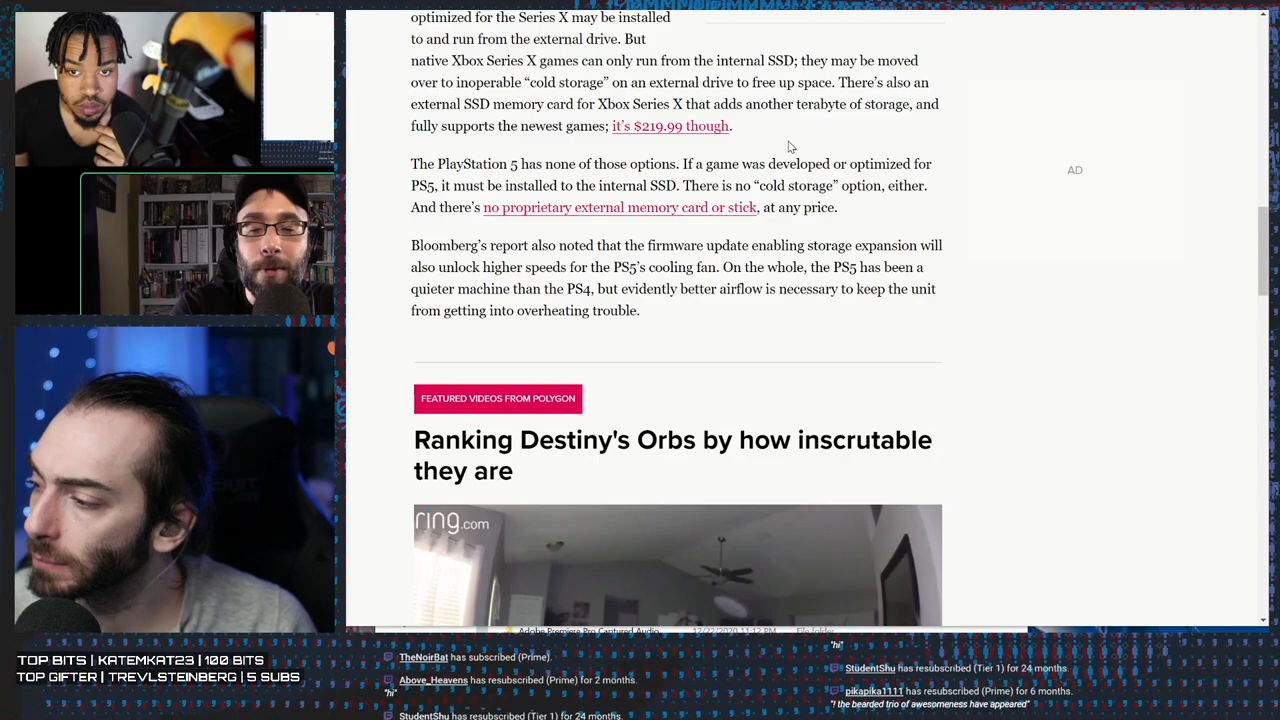 optimized for the Series X may be installed
to and run from the external drive. But
native Xbox Series X games can only run from the internal SSD; they may be moved
over to inoperable “cold storage” on an external drive to free up space. There’s also an
external SSD memory card for Xbox Series X that adds another terabyte of storage, and
fully supports the newest games; it’s $219.99 though.
The PlayStation 5 has none of those options. If a game was developed or optimized for
PS5, it must be installed to the internal SSD. There is no “cold storage” option, either.
And there’s no proprietary external memory card or stick, at any price.
Bloomberg’s report also noted that the firmware update enabling storage expansion will
also unlock higher speeds for the PS5’s cooling fan. On the whole, the PS5 has been a
quieter machine than the PS4, but evidently better airflow is necessary to keep the unit
from getting into overheating trouble.
AD
FEATURED VIDEOS FROM POLYGON
Ranking Destiny's Orbs by how inscrutable
they are
ring.com
Adobe Premiere Pro Captured Audio 12/22/2020 11:12 PM File folder
TOP BITS | KATEMKAT23 | 100 BITS
TOP GIFTER | TREVLSTEINBERG | 5 SUBS
TheNoirBat has subscribed (Prime).
Above_Heavens has resubscribed (Prime) for 2 months.
"hi"
StudentShu has resubscribed (Tier 1) for 24 months.
"hi"
StudentShu has resubscribed (Tier 1) for 24 months.
pikapika1111 has resubscribed (Prime) for 6 months.
"! the bearded trio of awesomeness have appeared"